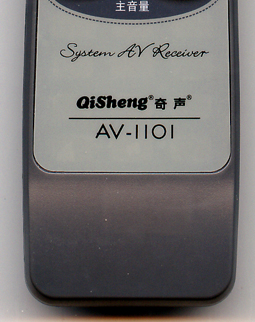 主音量
System AV Receiver
QiSheng® 奇声®
AV-1101